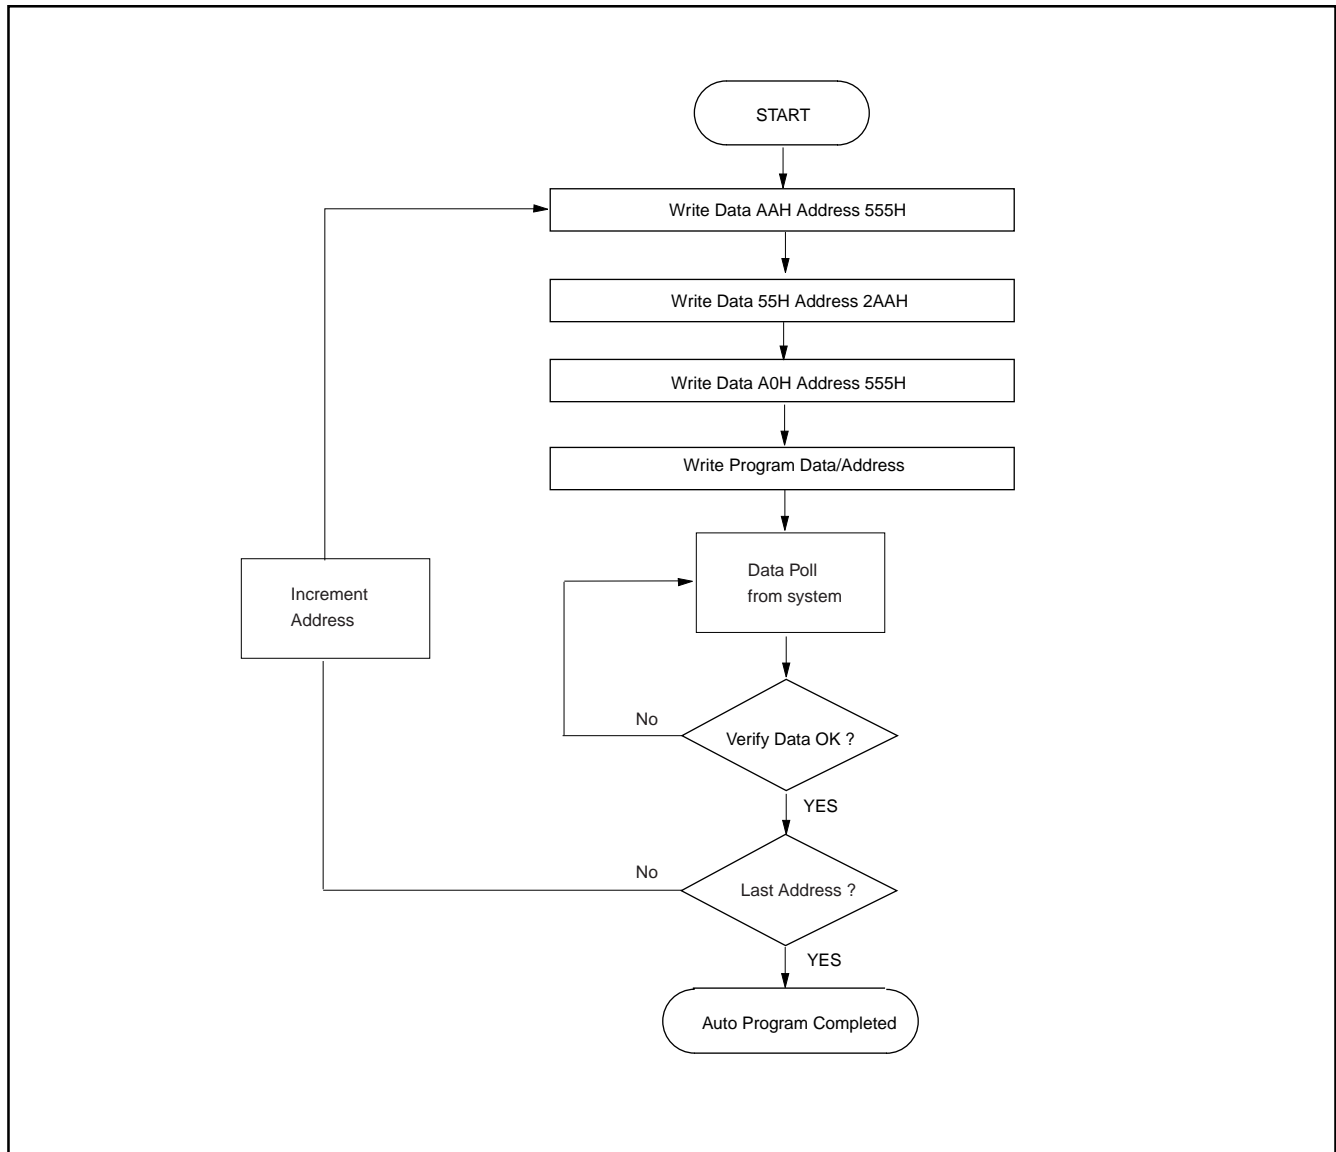 START
Write Data AAH Address 555H
Write Data 55H Address 2AAH
Write Data A0H Address 555H
Write Program Data/Address
Data Poll
from system
Increment
Address
No
Verify Data OK ?
YES
No
Last Address ?
YES
Auto Program Completed